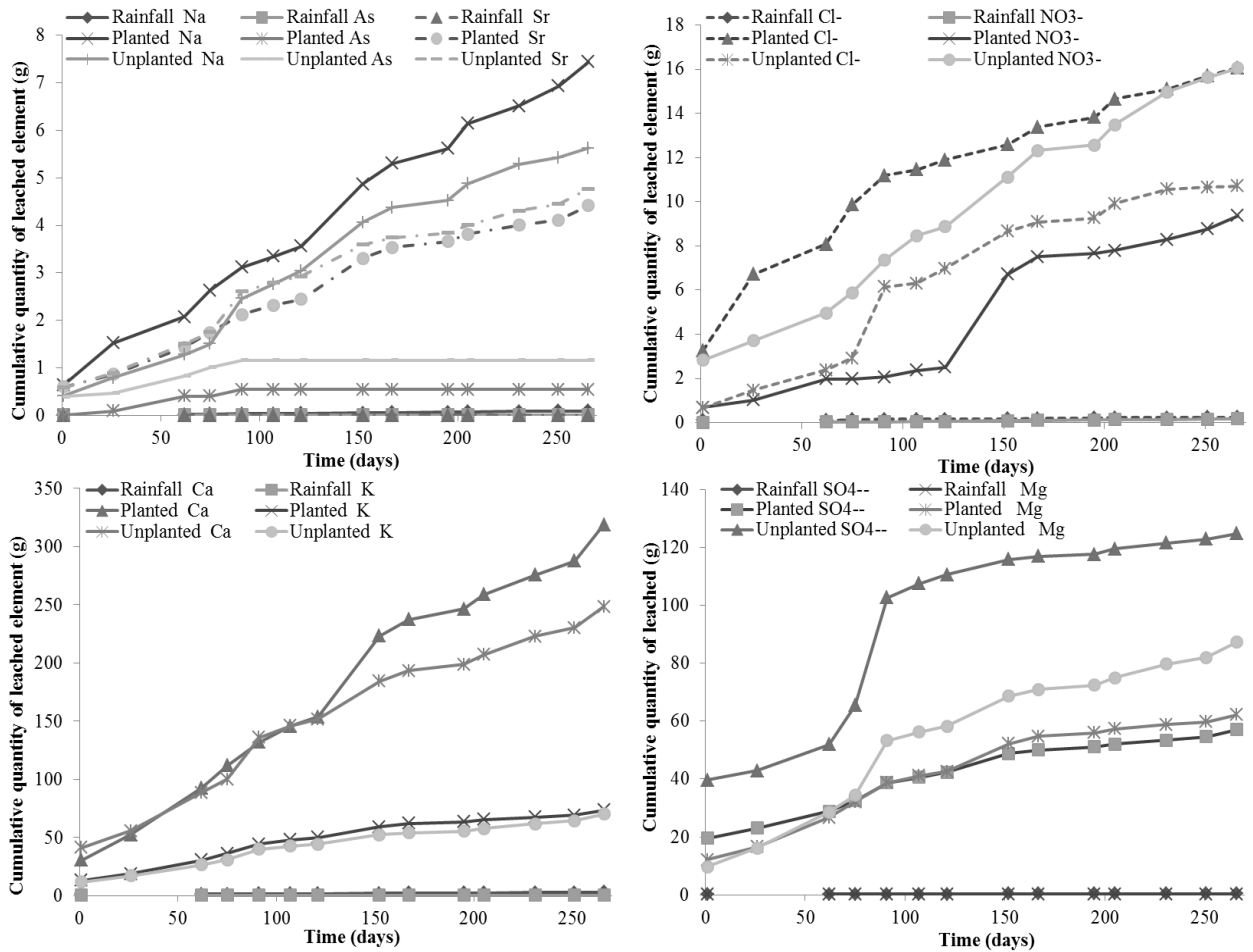 Rainfall Na Rainfall As Rainfall Sr
Planted Na Planted As Planted Sr
Unplanted Na Unplanted As Unplanted Sr
Cumulative quantity of leached element (g)
8
7
6
5
4
3
2
1
0
0 50 100 150 200 250
Time (days)
Rainfall Cl- Rainfall NO3-
Planted Cl- Planted NO3-
Unplanted Cl- Unplanted NO3-
Cumulative quantity of leached element (g)
18
16
14
12
10
8
6
4
2
0
0 50 100 150 200 250
Time (days)
Rainfall Ca Rainfall K
Planted Ca Planted K
Unplanted Ca Unplanted K
Cumulative quantity of leached element (g)
350
300
250
200
150
100
50
0
0 50 100 150 200 250
Time (days)
Rainfall SO4-- Rainfall Mg
Planted SO4-- Planted Mg
Unplanted SO4-- Unplanted Mg
Cumulative quantity of leached (g)
140
120
100
80
60
40
20
0
0 50 100 150 200 250
Time (days)